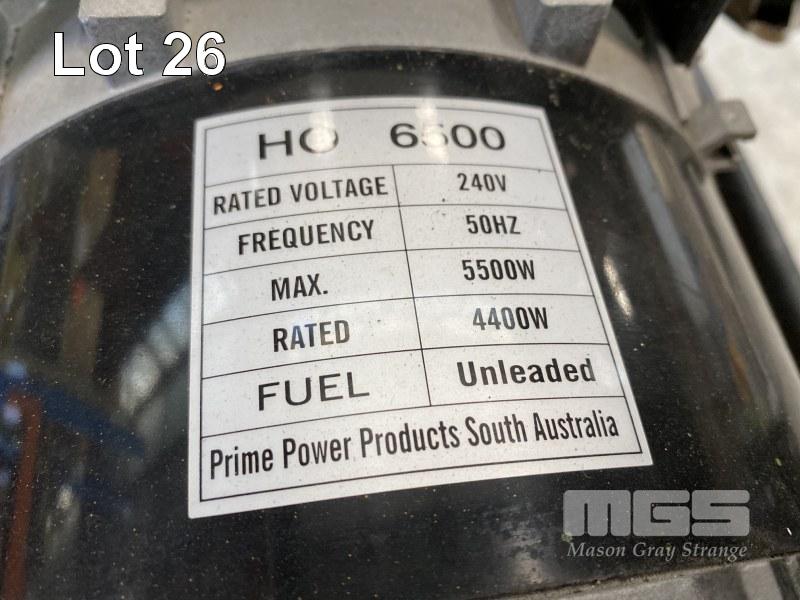 Lot 26
HO 6500
RATED VOLTAGE 240V
FREQUENCY 50HZ
MAX. 5500W
RATED 4400W
FUEL Unleaded
Prime Power Products South Australia
MGS
Mason Gray Strange